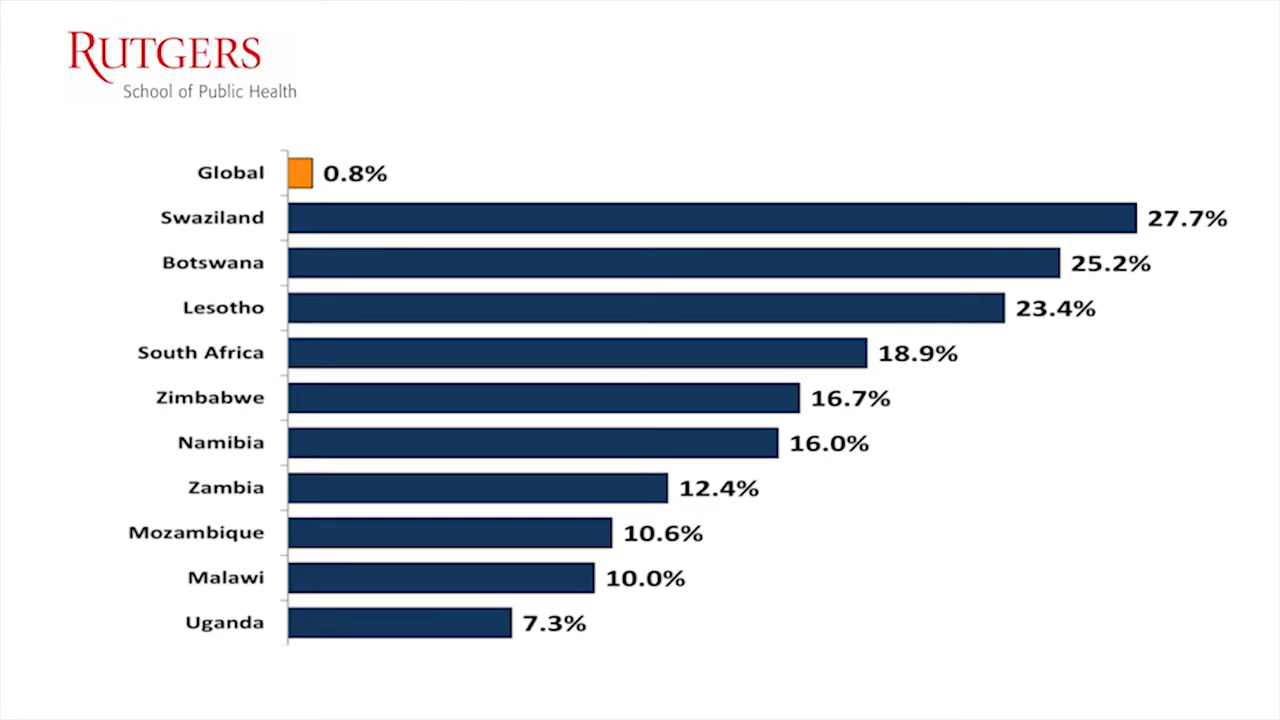 RUTGERS
School of Public Health
Global 0.8%
Swaziland 27.7%
Botswana 25.2%
Lesotho 23.4%
South Africa 18.9%
Zimbabwe 16.7%
Namibia 16.0%
Zambia 12.4%
Mozambique 10.6%
Malawi 10.0%
Uganda 7.3%